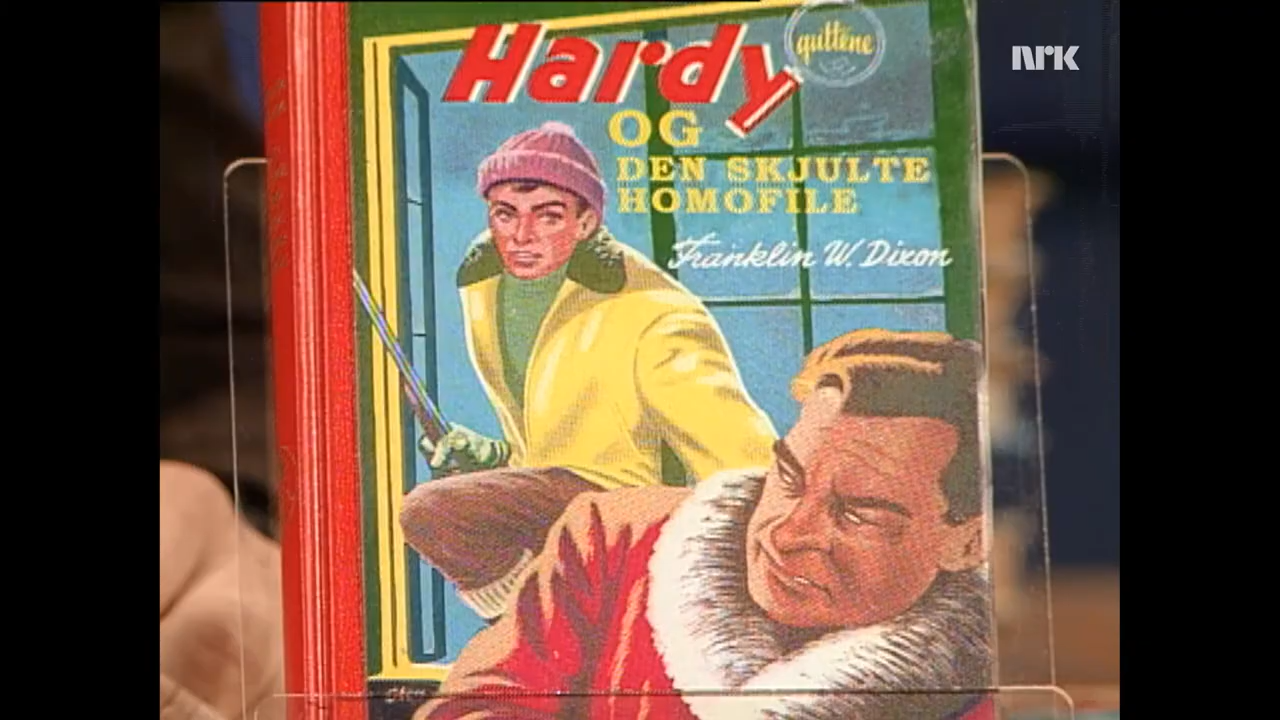 Hardy
guttene
nrk
OG
DEN SKJULTE
HOMOFILE
Franklin W. Dixon